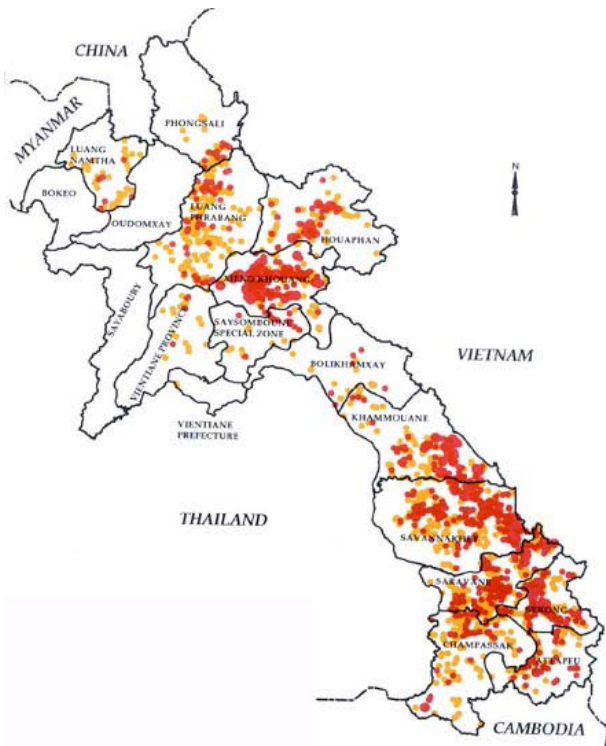 CHINA
MYANMAR
PHONGSALI
LUANG
NAMTHA
BOKEO
OUDOMXAY
LUANG
PHRABANG
HOUAPHAN
N
XIENG KHOUANG
SAYABOURY
VIENTIANE PROVINCE
SAYSOMBOUNE
SPECIAL ZONE
BOLIKHAMXAY
VIETNAM
VIENTIANE
PREFECTURE
KHAMMOUANE
THAILAND
SAVANNAKHET
SARAVANE
SEKONG
CHAMPASSAK
ATTAPEU
CAMBODIA